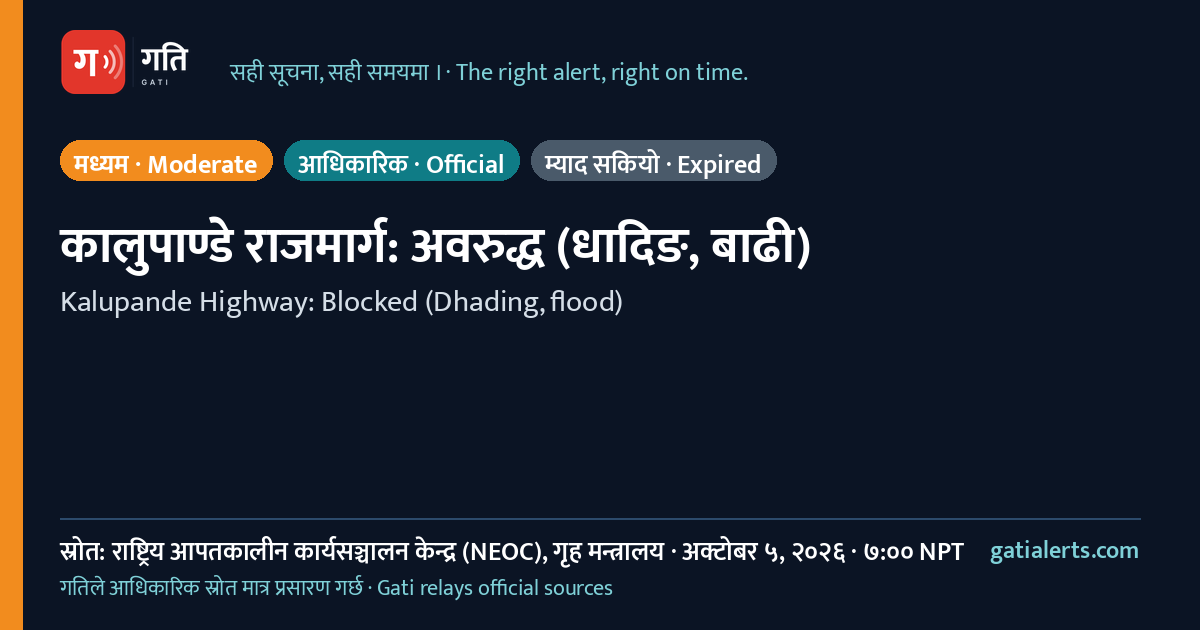 ग गति
GATI
सही सूचना, सही समयमा । · The right alert, right on time.
मध्यम · Moderate आधिकारिक · Official म्याद सकियो · Expired
कालुपाण्डे राजमार्ग: अवरुद्ध (धादिङ, बाढी)
Kalupande Highway: Blocked (Dhading, flood)
स्रोत: राष्ट्रिय आपतकालीन कार्यसञ्चालन केन्द्र (NEOC), गृह मन्त्रालय · अक्टोबर ५, २०२६ · ७:०० NPT gatialerts.com
गतिले आधिकारिक स्रोत मात्र प्रसारण गर्छ · Gati relays official sources